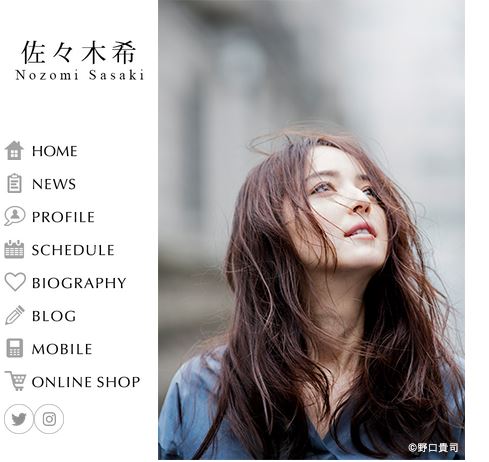 佐々木希
Nozomi Sasaki
HOME
NEWS
PROFILE
SCHEDULE
BIOGRAPHY
BLOG
MOBILE
ONLINE SHOP
©野口貴司